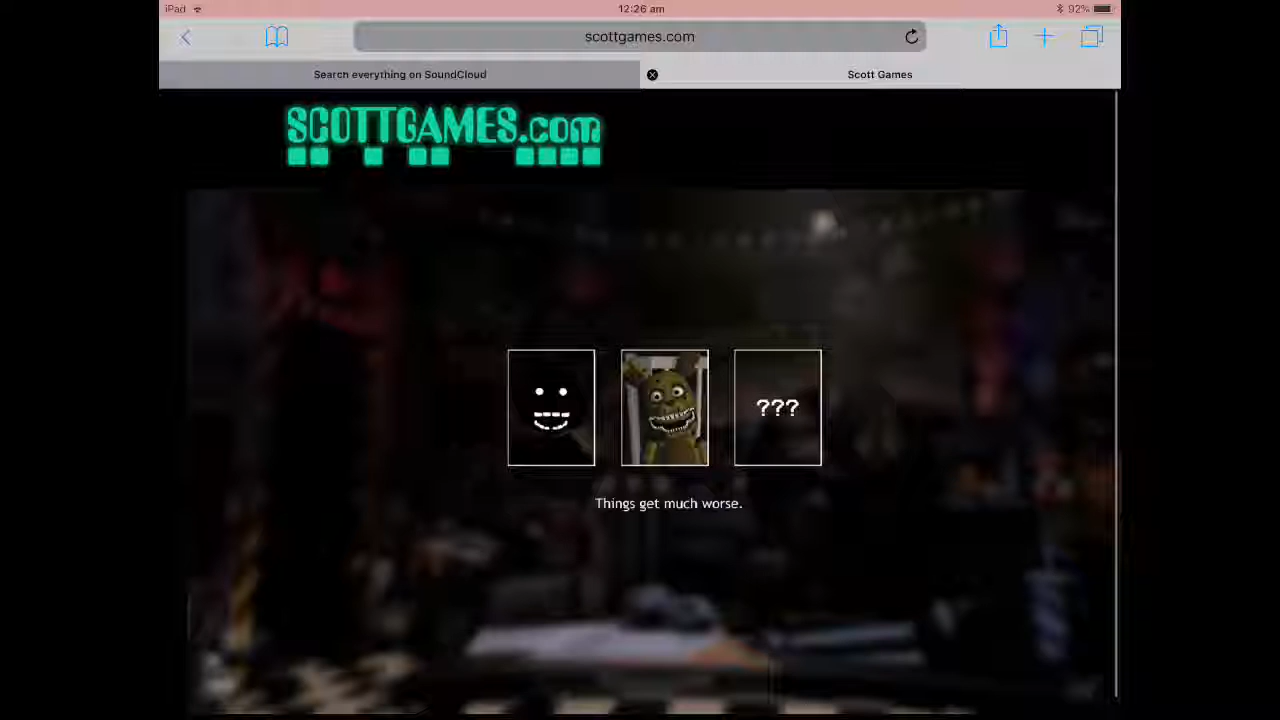 iPad
12:26 am
92%
scottgames.com
Search everything on SoundCloud
Scott Games
SCOTTGAMES.com
???
Things get much worse.